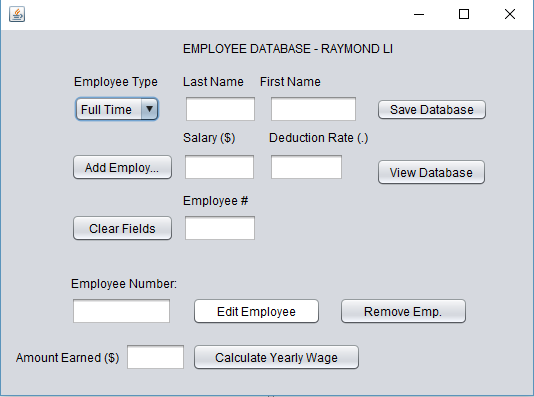 EMPLOYEE DATABASE - RAYMOND LI
Employee Type Last Name First Name
Full Time Save Database
Salary ($) Deduction Rate (.)
Add Employ... View Database
Employee #
Clear Fields
Employee Number:
Edit Employee Remove Emp.
Amount Earned ($) Calculate Yearly Wage